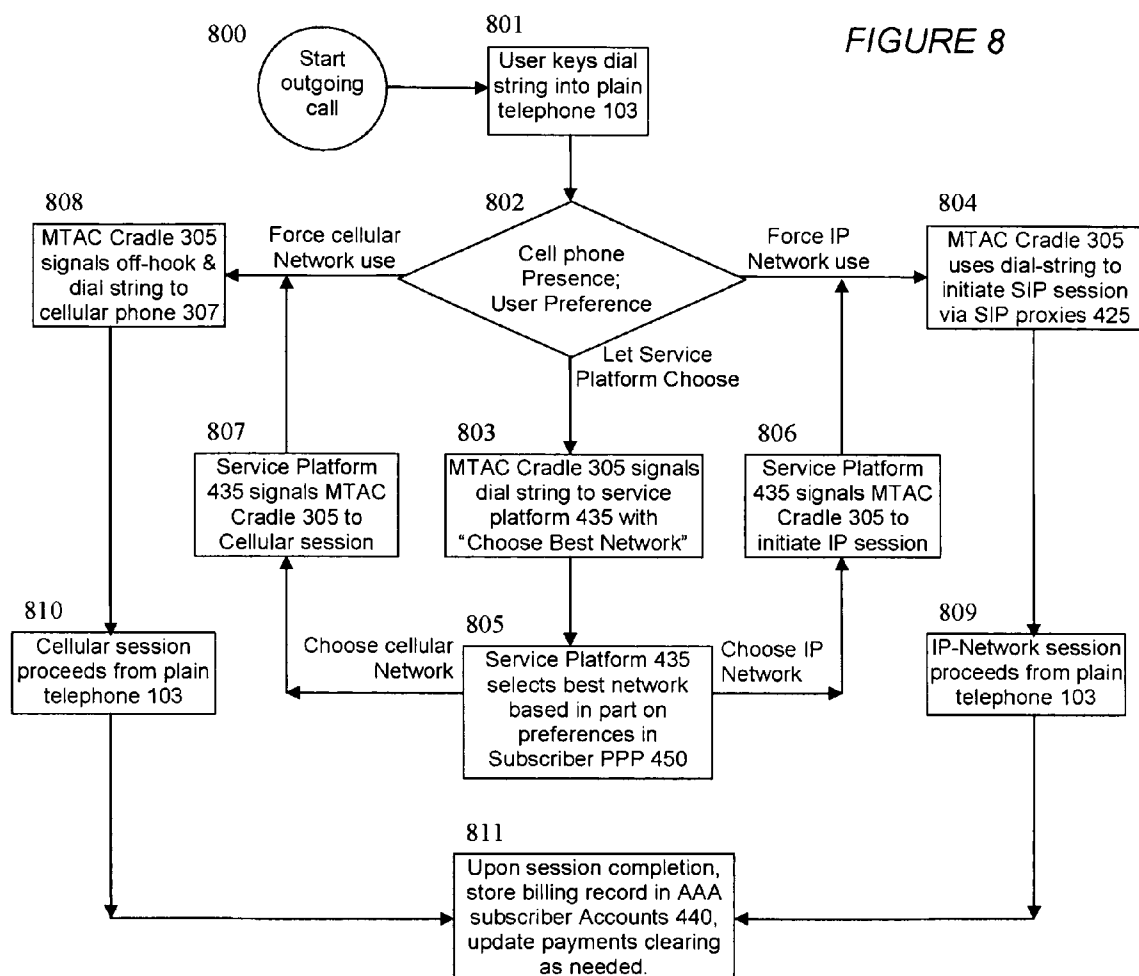 FIGURE 8
800
Start
outgoing
call
801
User keys dial
string into plain
telephone 103
802
Cell phone
Presence;
User Preference
Force cellular
Network use
Force IP
Network use
Let Service
Platform Choose
808
MTAC Cradle 305
signals off-hook &
dial string to
cellular phone 307
804
MTAC Cradle 305
uses dial-string to
initiate SIP session
via SIP proxies 425
807
Service Platform
435 signals MTAC
Cradle 305 to
Cellular session
803
MTAC Cradle 305 signals
dial string to service
platform 435 with
“Choose Best Network”
806
Service Platform
435 signals MTAC
Cradle 305 to
initiate IP session
810
Cellular session
proceeds from plain
telephone 103
Choose cellular
Network
805
Service Platform 435
selects best network
based in part on
preferences in
Subscriber PPP 450
Choose IP
Network
809
IP-Network session
proceeds from plain
telephone 103
811
Upon session completion,
store billing record in AAA
subscriber Accounts 440,
update payments clearing
as needed.